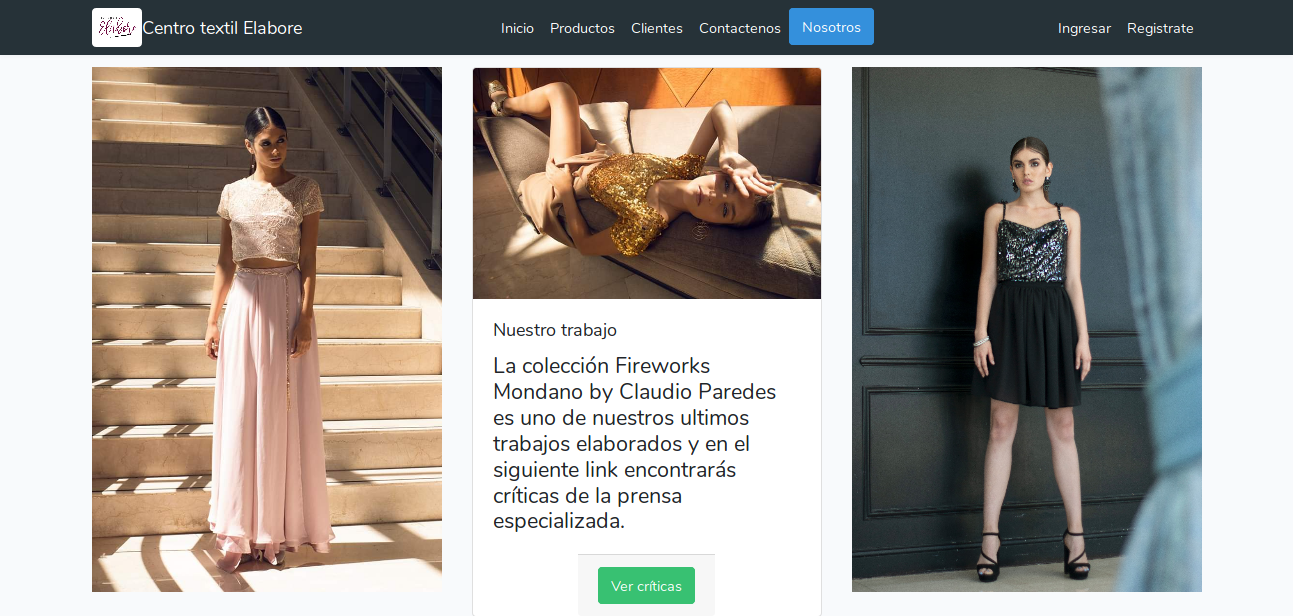 Elabore
Centro textil Elabore
Inicio
Productos
Clientes
Contactenos
Nosotros
Ingresar
Registrate
Nuestro trabajo
La colección Fireworks
Mondano by Claudio Paredes
es uno de nuestros ultimos
trabajos elaborados y en el
siguiente link encontrarás
críticas de la prensa
especializada.
Ver críticas